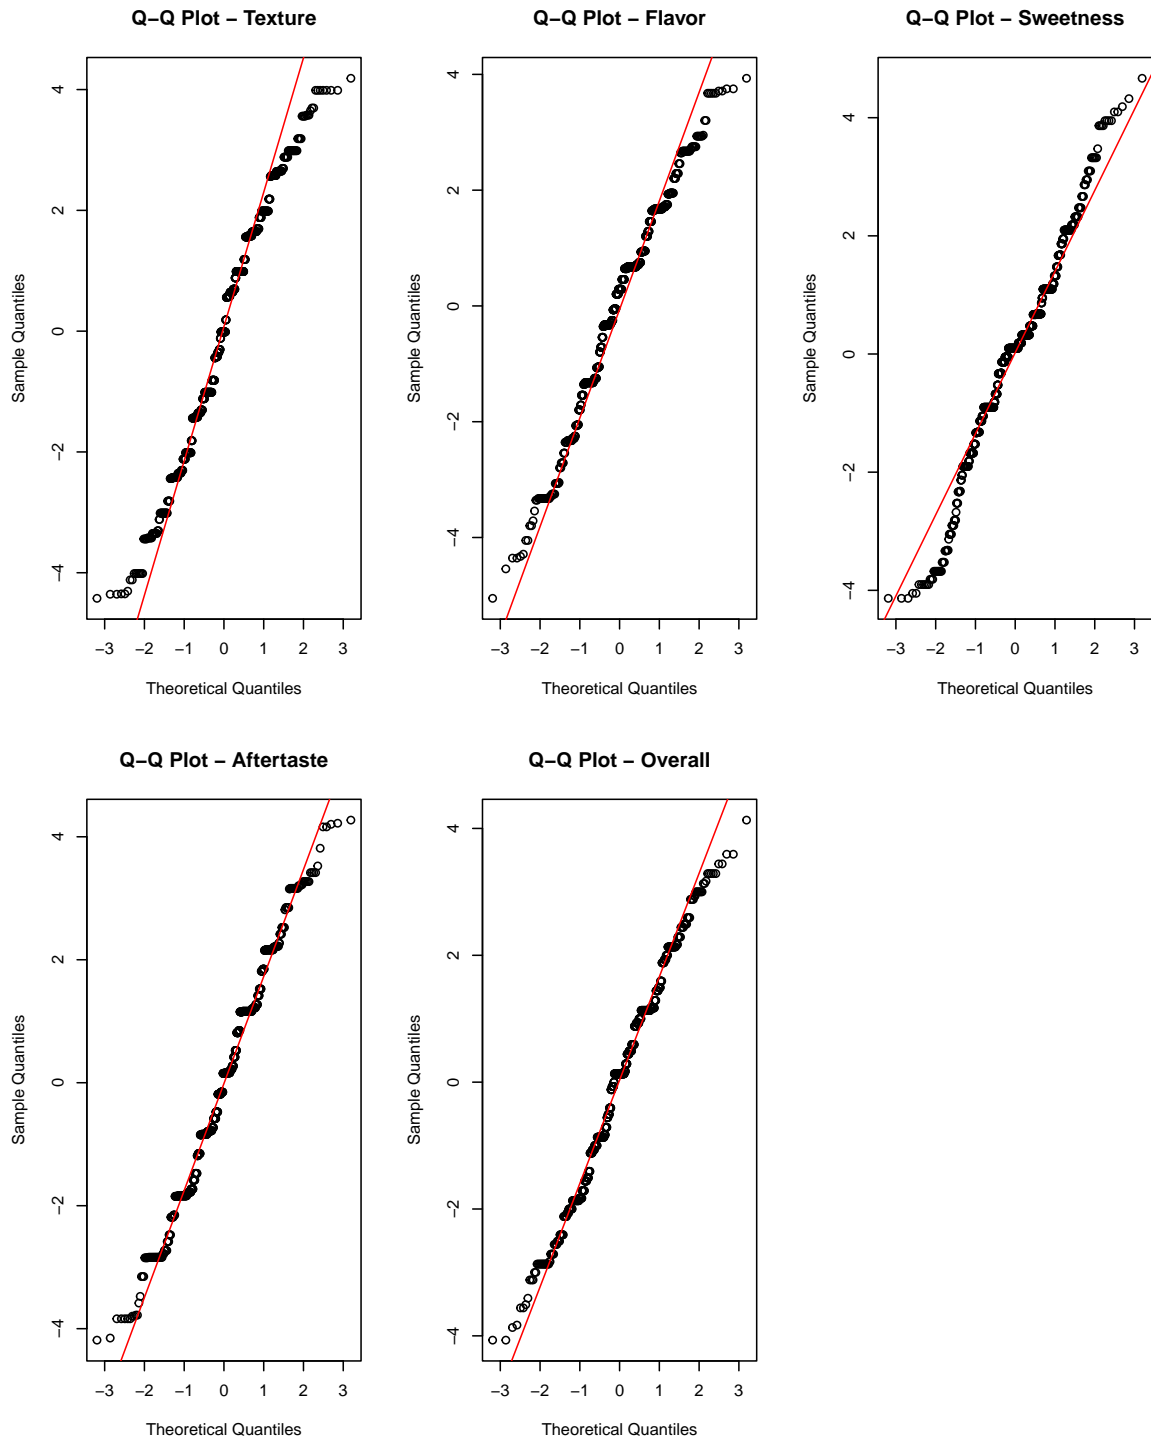 Q−Q Plot − Texture
Sample Quantiles
4
2
0
−2
−4
−3 −2 −1 0 1 2 3
Theoretical Quantiles
Q−Q Plot − Flavor
Sample Quantiles
4
2
0
−2
−4
−3 −2 −1 0 1 2 3
Theoretical Quantiles
Q−Q Plot − Sweetness
Sample Quantiles
4
2
0
−2
−4
−3 −2 −1 0 1 2 3
Theoretical Quantiles
Q−Q Plot − Aftertaste
Sample Quantiles
4
2
0
−2
−4
−3 −2 −1 0 1 2 3
Theoretical Quantiles
Q−Q Plot − Overall
Sample Quantiles
4
2
0
−2
−4
−3 −2 −1 0 1 2 3
Theoretical Quantiles